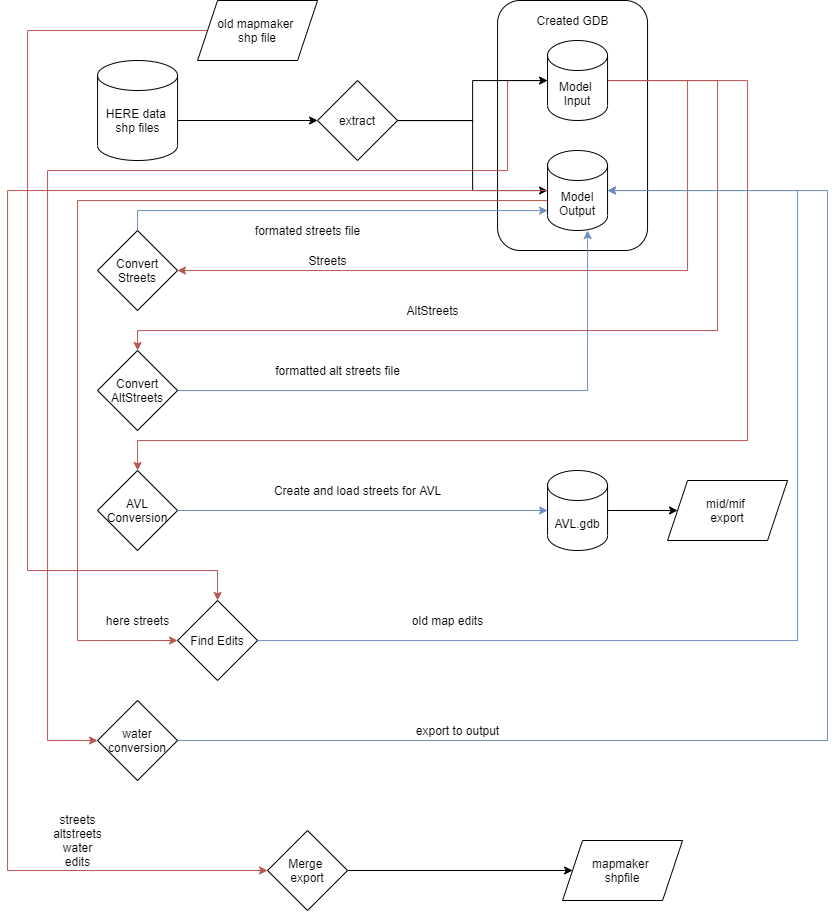 old mapmaker
shp file
Created GDB
Model
Input
HERE data
shp files
extract
Model
Output
formated streets file
Convert
Streets
Streets
AltStreets
Convert
AltStreets
formatted alt streets file
AVL
Conversion
Create and load streets for AVL
AVL.gdb
mid/mif
export
here streets
Find Edits
old map edits
water
conversion
export to output
streets
altstreets
water
edits
Merge
export
mapmaker
shpfile